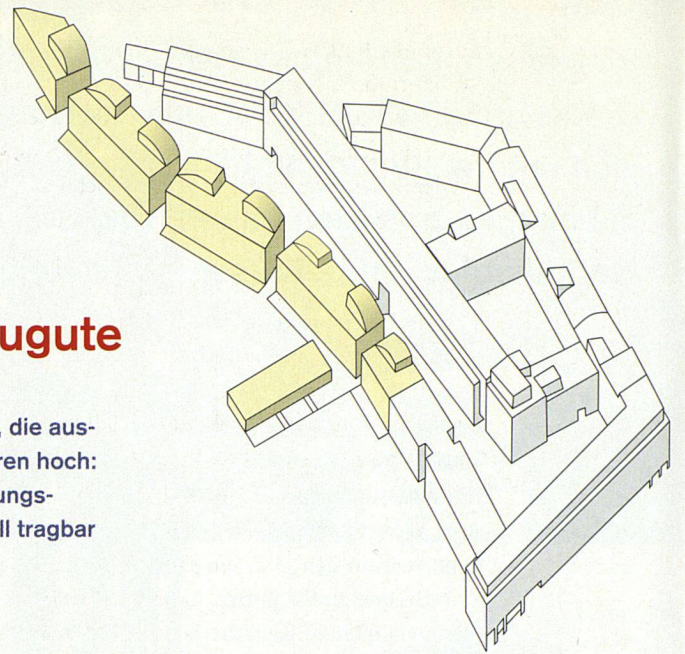 ugute
, die aus-
ren hoch:
ungs-
ll tragbar